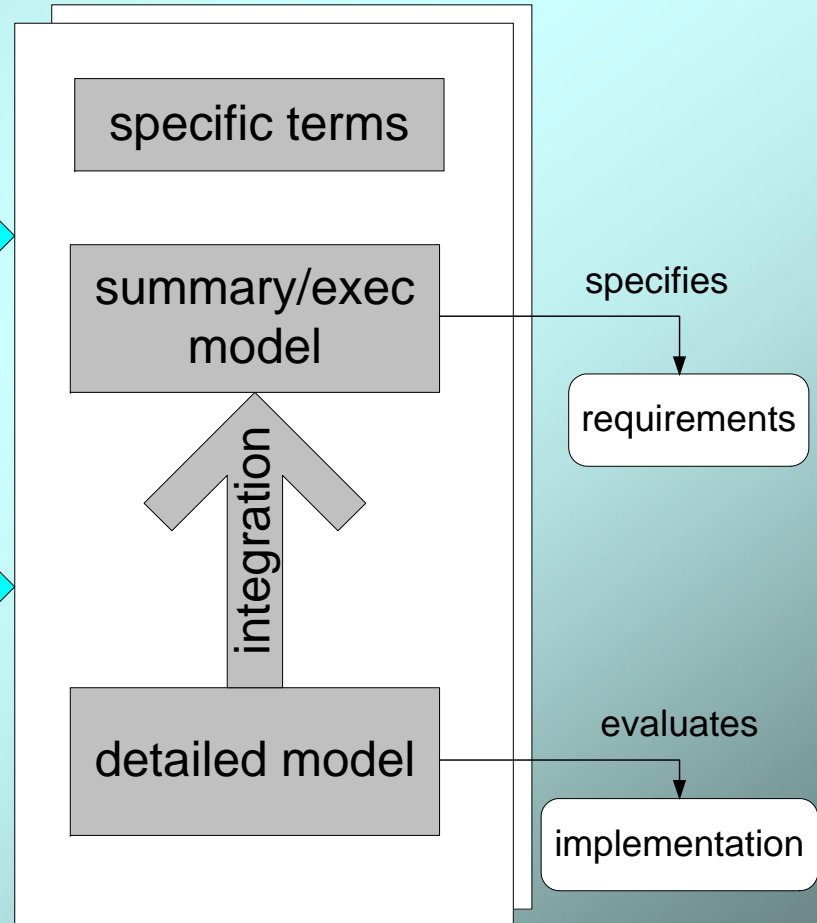 specific terms
summary/exec
model
specifies
requirements
integration
detailed model
evaluates
implementation